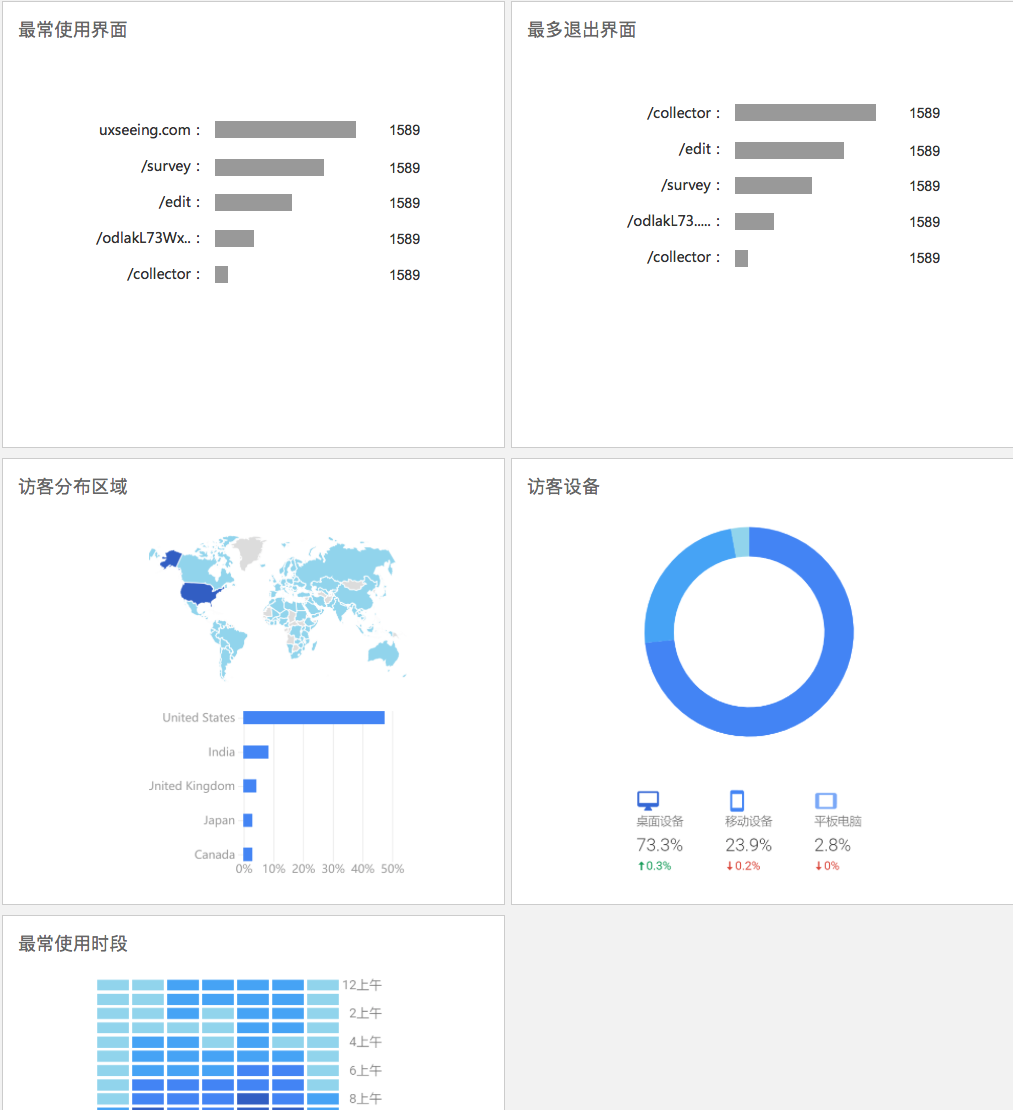 最常使用界面
uxseeing.com : 1589
/survey : 1589
/edit : 1589
/odlakL73Wx.. : 1589
/collector : 1589
最多退出界面
/collector : 1589
/edit : 1589
/survey : 1589
/odlakL73..... : 1589
/collector : 1589
访客分布区域
United States
India
Jnited Kingdom
Japan
Canada
0% 10% 20% 30% 40% 50%
访客设备
桌面设备 移动设备 平板电脑
73.3% 23.9% 2.8%
↑0.3% ↓0.2% ↓0%
最常使用时段
12上午
2上午
4上午
6上午
8上午